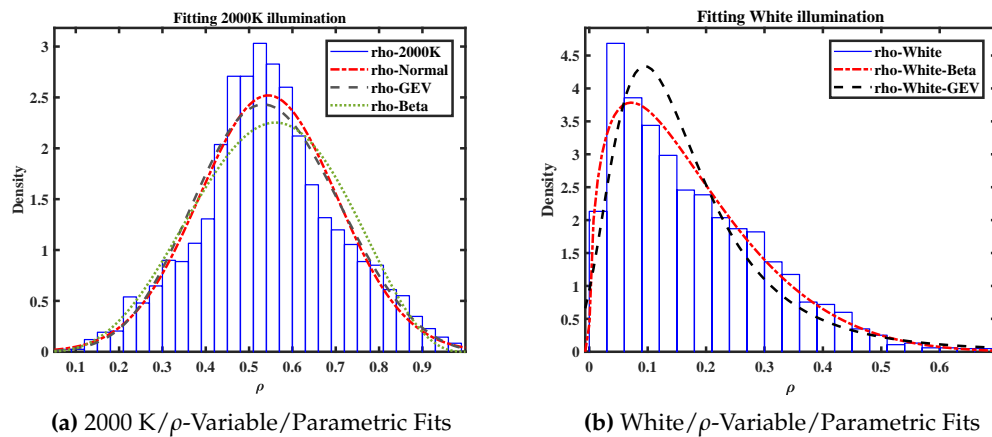 Fitting 2000K illumination
3
2.5
2
1.5
1
0.5
0
Density
rho-2000K
rho-Normal
rho-GEV
rho-Beta
0.1 0.2 0.3 0.4 0.5 0.6 0.7 0.8 0.9
ρ
(a) 2000 K/ρ-Variable/Parametric Fits
Fitting White illumination
4.5
4
3.5
3
2.5
2
1.5
1
0.5
0
Density
rho-White
rho-White-Beta
rho-White-GEV
0 0.1 0.2 0.3 0.4 0.5 0.6
ρ
(b) White/ρ-Variable/Parametric Fits